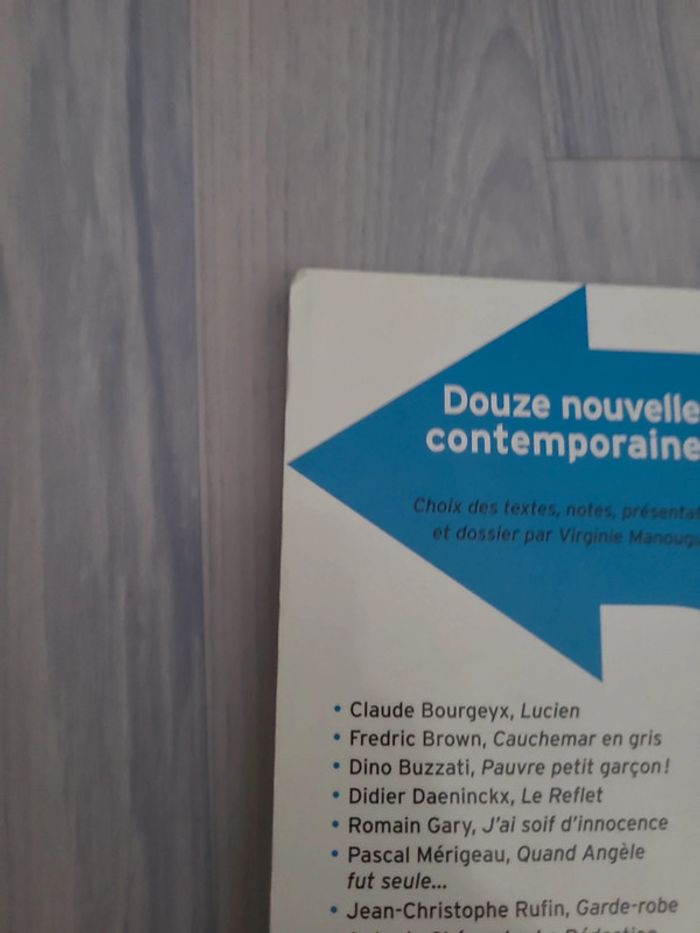 Douze nouvelle
contemporaine
Choix des textes, notes, présentat
et dossier par Virginie Manoug
• Claude Bourgeyx, Lucien
• Fredric Brown, Cauchemar en gris
• Dino Buzzati, Pauvre petit garçon!
• Didier Daeninckx, Le Reflet
• Romain Gary, J'ai soif d'innocence
• Pascal Mérigeau, Quand Angèle
fut seule...
• Jean-Christophe Rufin, Garde-robe